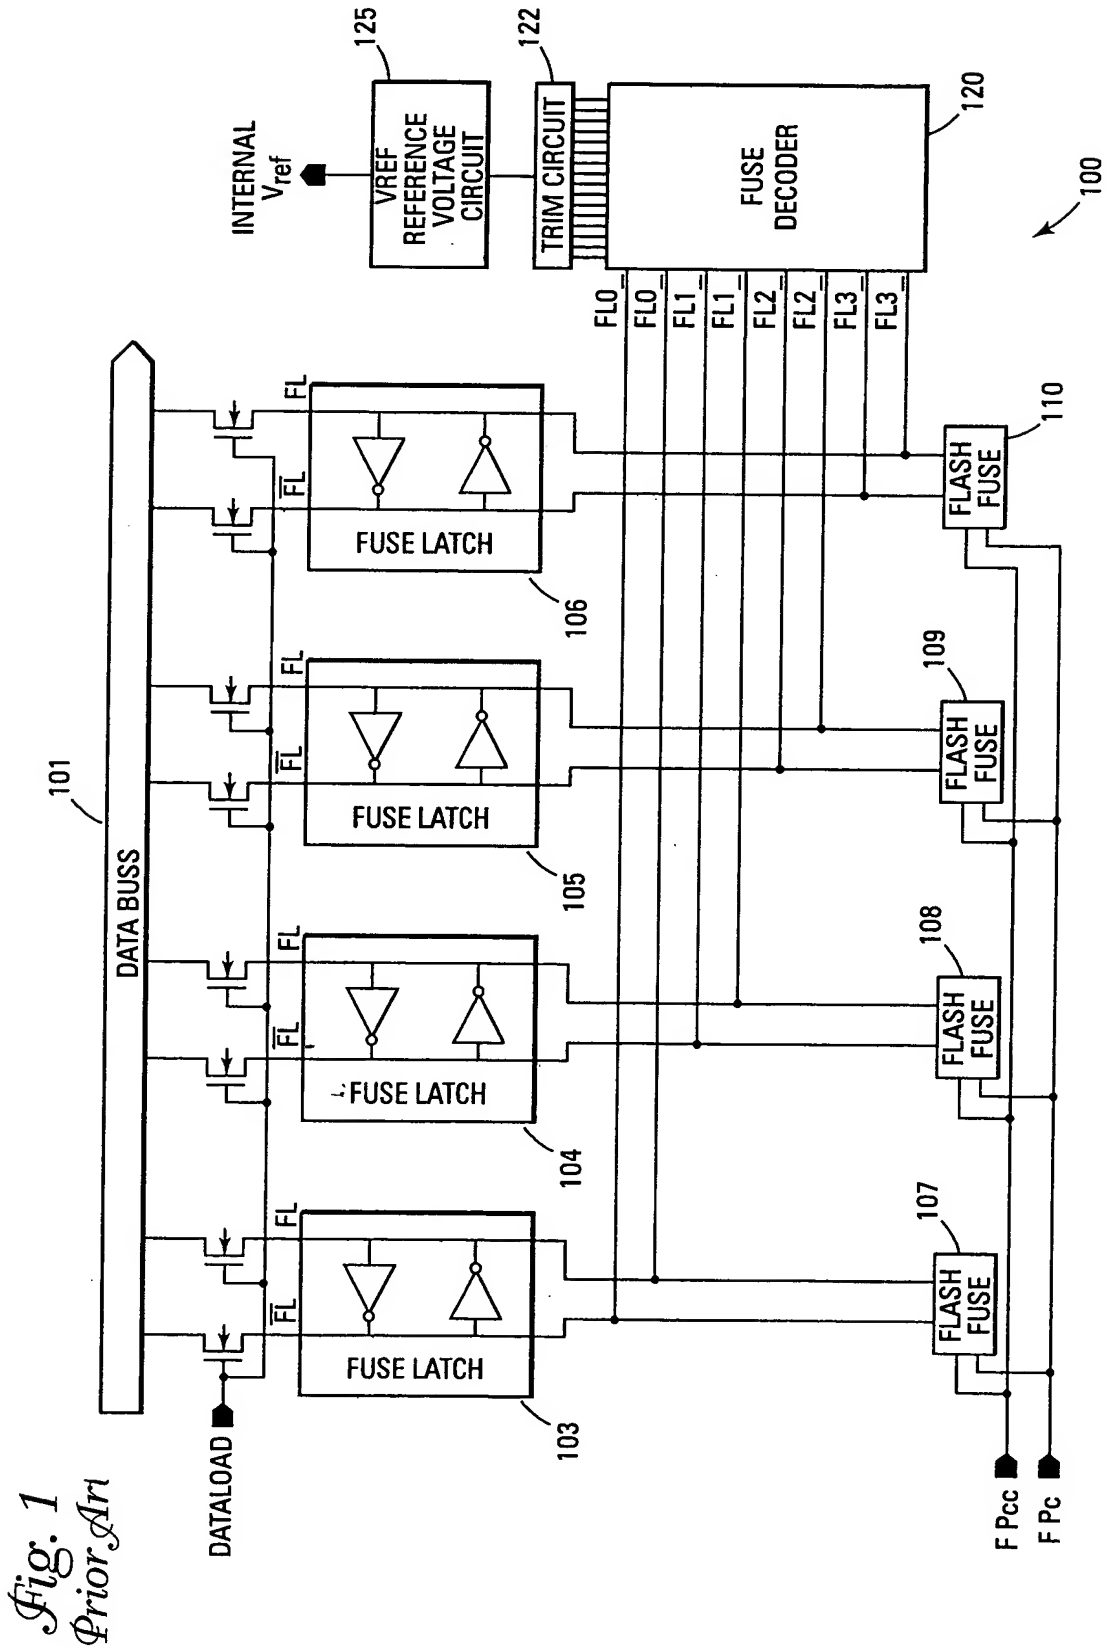 Fig. 1
Prior Art
DATA BUSS
101
DATALOAD
FL
FL
FL
FL
FL
FL
FL
FL
FUSE LATCH
103
FUSE LATCH
104
FUSE LATCH
105
FUSE LATCH
106
INTERNAL
Vref
VREF
REFERENCE
VOLTAGE
CIRCUIT
125
TRIM CIRCUIT
122
FUSE
DECODER
120
FL0_
FL0_
FL1_
FL1_
FL2_
FL2_
FL3_
FL3_
FLASH
FUSE
107
FLASH
FUSE
108
FLASH
FUSE
109
FLASH
FUSE
110
F Pcc
F Pc
100